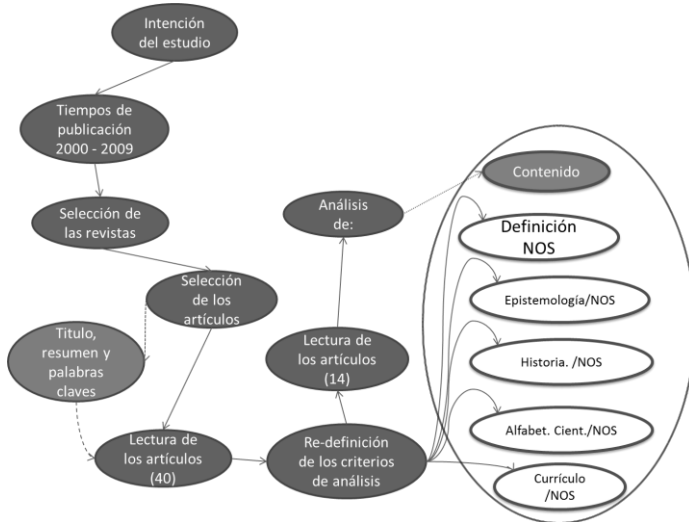 Intención
del estudio
Tiempos de
publicación
2000 - 2009
Selección de
las revistas
Selección
de los
artículos
Titulo,
resumen y
palabras
claves
Lectura de
los artículos
(40)
Re-definición
de los criterios
de análisis
Lectura de
los artículos
(14)
Análisis
de:
Contenido
Definición
NOS
Epistemología/NOS
Historia. /NOS
Alfabet. Cient./NOS
Currículo
/NOS